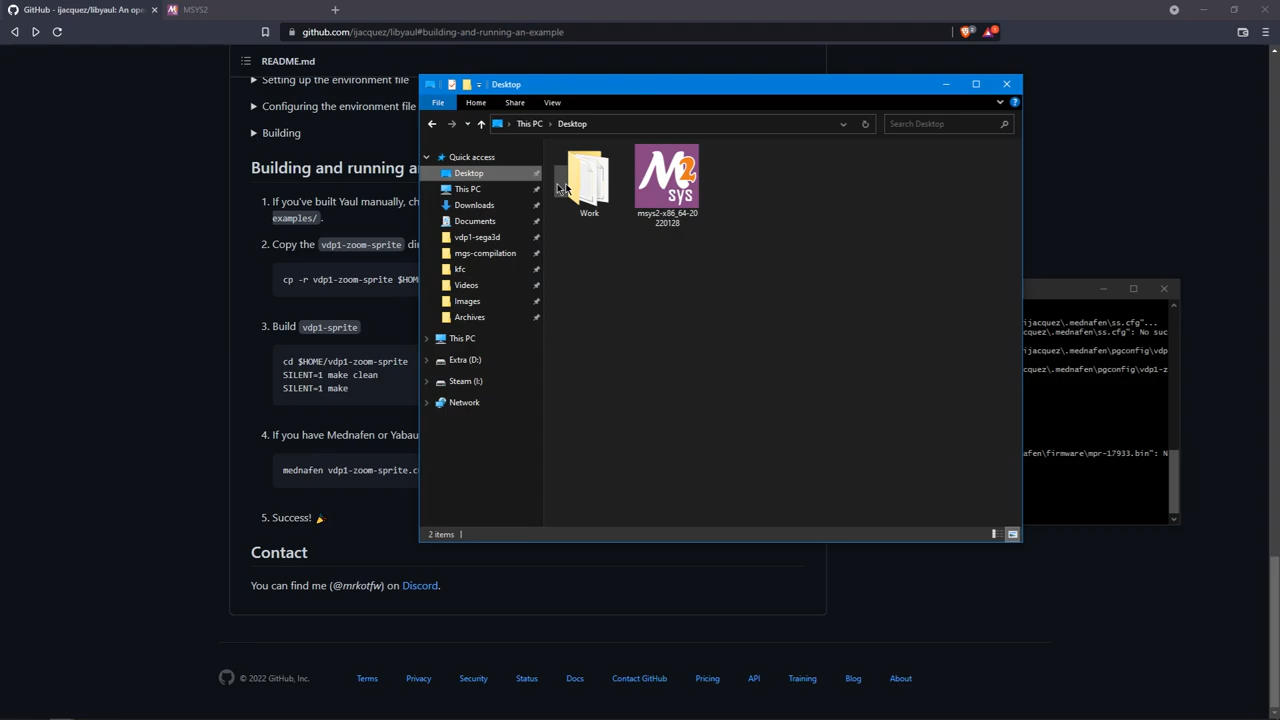 GitHub - ijacquez/libyaul: An ope
MSYS2
github.com/ijacquez/libyaul#building-and-running-an-example
README.md
Setting up the environment file
Configuring the environment file
Building
Building and running a
1. If you've built Yaul manually, ch
examples/ .
2. Copy the vdp1-zoom-sprite di
cp -r vdp1-zoom-sprite $HO
3. Build vdp1-sprite
cd $HOME/vdp1-zoom-sprite
SILENT=1 make clean
SILENT=1 make
4. If you have Mednafen or Yabau
mednafen vdp1-zoom-sprite.c
5. Success! 🎉
Contact
You can find me (@mrkotfw) on Discord.
© 2022 GitHub, Inc.
Terms
Privacy
Security
Status
Docs
Contact GitHub
Pricing
API
Training
Blog
About
Desktop
File
Home
Share
View
This PC
Desktop
Search Desktop
Quick access
Desktop
This PC
Downloads
Documents
vdp1-sega3d
mgs-compilation
kfc
Videos
Images
Archives
This PC
Extra (D:)
Steam (I:)
Network
Work
M2
sys
msys2-x86_64-20
220128
2 items
ijacquez\.mednafen\ss.cfg"...
cquez\.mednafen\ss.cfg": No suc
cquez\.mednafen\pgconfig\vdp
cquez\.mednafen\pgconfig\vdp1-z
afen\firmware\mpr-17933.bin": N